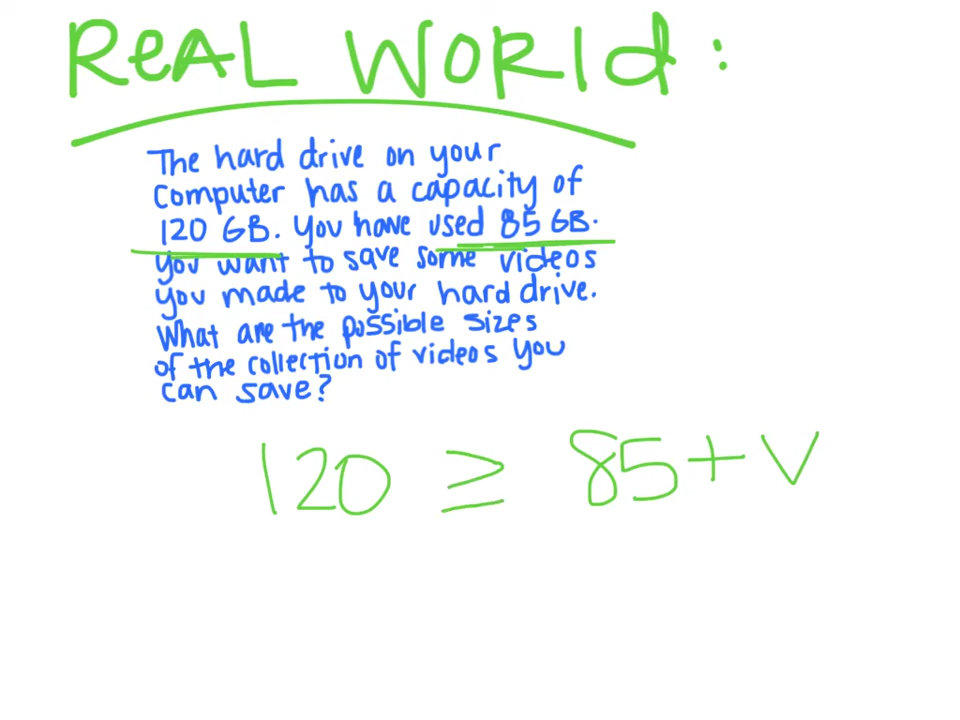 ReAL WORld:
The hard drive on your
Computer has a capacity of
120 GB. You have used 85 GB.
You want to save some videos
you made to your hard drive.
What are the possible sizes
of the collection of videos you
can save?
120 ≥ 85+V